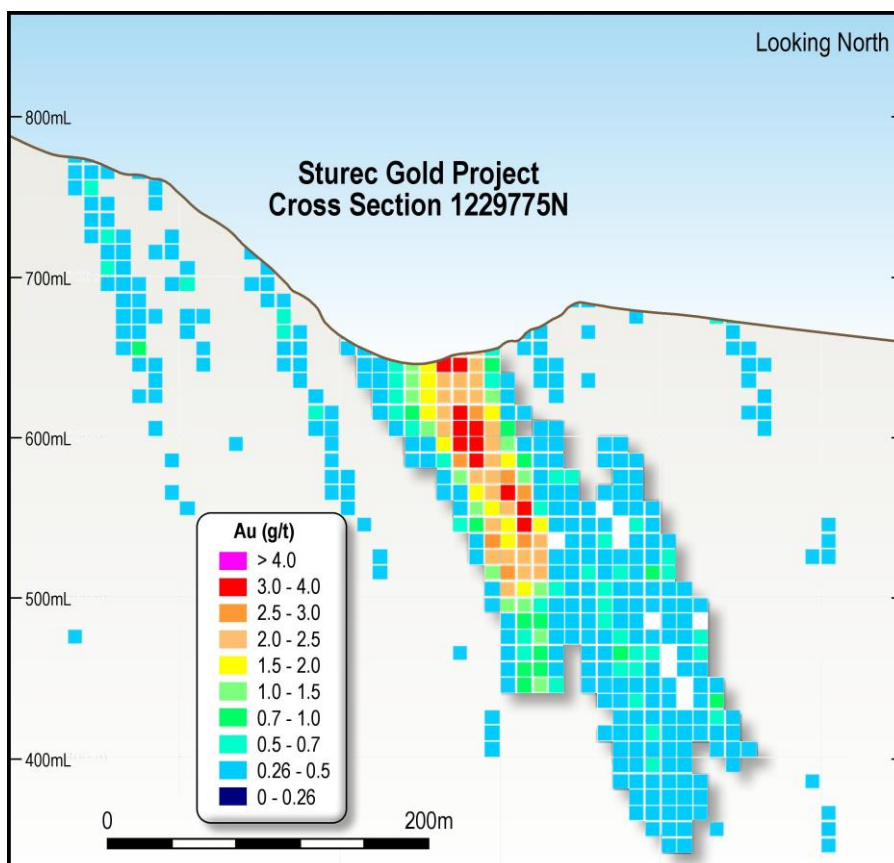 Looking North
800mL
Sturec Gold Project
Cross Section 1229775N
700mL
600mL
500mL
400mL
Au (g/t)
> 4.0
3.0 - 4.0
2.5 - 3.0
2.0 - 2.5
1.5 - 2.0
1.0 - 1.5
0.7 - 1.0
0.5 - 0.7
0.26 - 0.5
0 - 0.26
0 200m